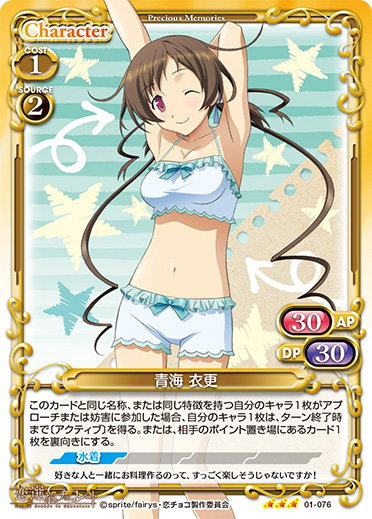 Precious Memories
Character
COST
1
SOURCE
2
30 AP
DP 30
青海 衣更
このカードと同じ名称、または同じ特徴を持つ自分のキャラ1枚がアプ
ローチまたは妨害に参加した場合、自分のキャラ1枚は、ターン終了時
まで〔アクティブ〕を得る。または、相手のポイント置き場にあるカード1
枚を裏向きにする。
水着
好きな人と一緒にお料理作るのって、すっごく楽しそうじゃないですか!
©sprite/fairys・恋チョコ製作委員会
★★★ 01-076